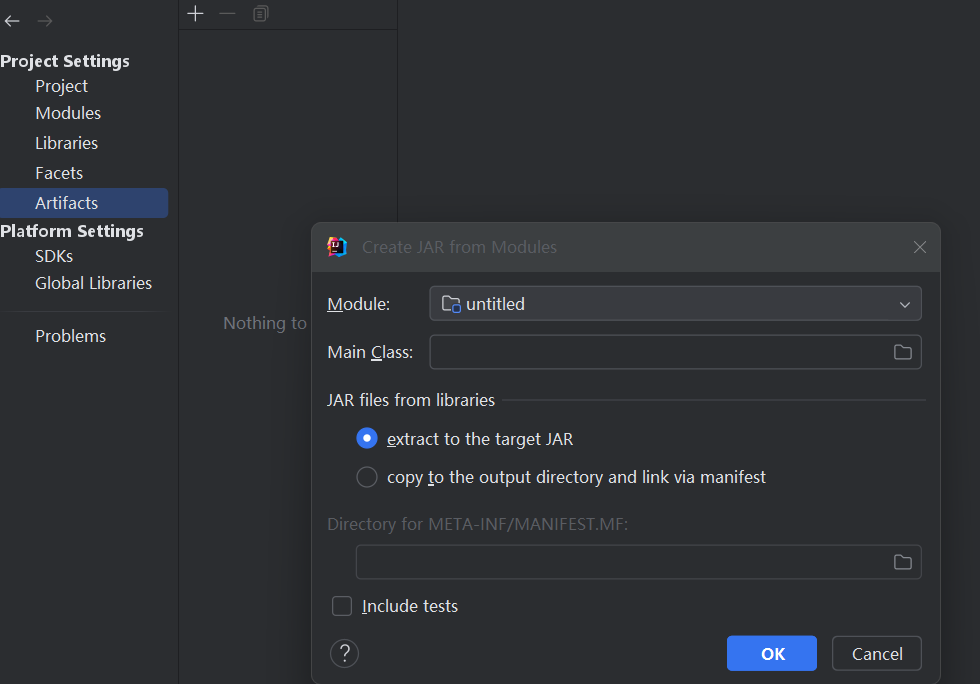 Project Settings
Project
Modules
Libraries
Facets
Artifacts
Platform Settings
SDKs
Global Libraries
Problems
Nothing to
Create JAR from Modules
Module: untitled
Main Class:
JAR files from libraries
extract to the target JAR
copy to the output directory and link via manifest
Directory for META-INF/MANIFEST.MF:
Include tests
? OK Cancel